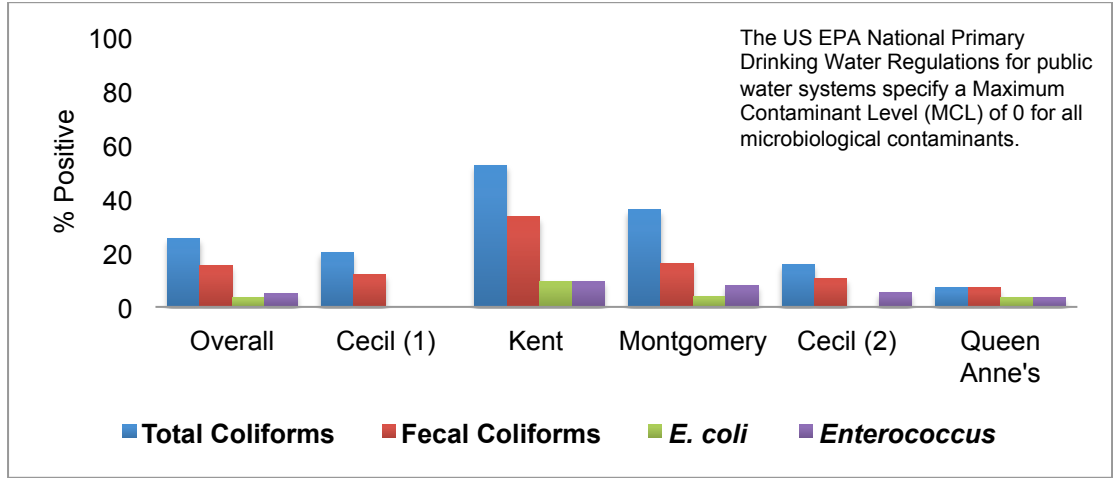 The US EPA National Primary
Drinking Water Regulations for public
water systems specify a Maximum
Contaminant Level (MCL) of 0 for all
microbiological contaminants.
% Positive
100
80
60
40
20
0
Overall
Cecil (1)
Kent
Montgomery
Cecil (2)
Queen
Anne's
Total Coliforms
Fecal Coliforms
E. coli
Enterococcus